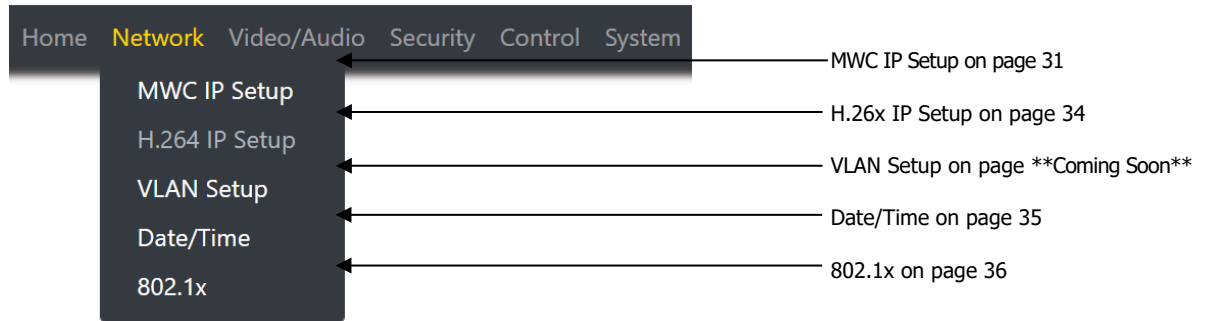 Home Network Video/Audio Security Control System
MWC IP Setup
H.264 IP Setup
VLAN Setup
Date/Time
802.1x
MWC IP Setup on page 31
H.26x IP Setup on page 34
VLAN Setup on page **Coming Soon**
Date/Time on page 35
802.1x on page 36